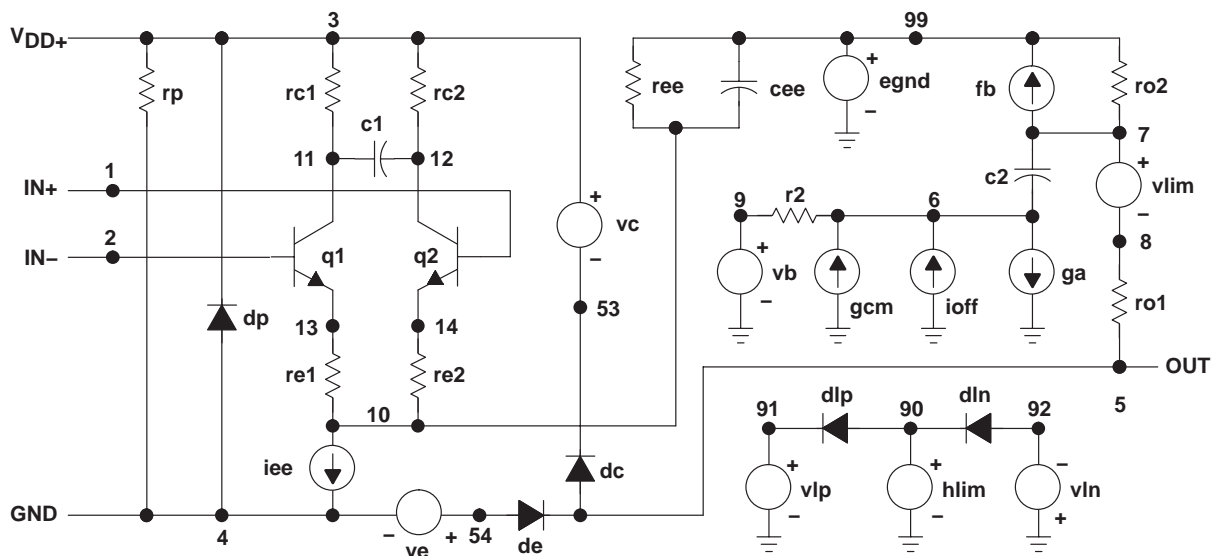 3
99
VDD+
rp
rc1
rc2
ree
cee
egnd
+
−
fb
ro2
c1
11
12
7
1
IN+
+
vc
−
c2
+
vlim
−
9
r2
6
8
2
IN−
q1
q2
+
vb
−
gcm
ioff
ga
ro1
53
dp
13
14
re1
re2
OUT
5
10
91
dlp
90
dln
92
iee
dc
+
vlp
−
+
hlim
−
−
vln
+
GND
4
−
ve
+
54
de